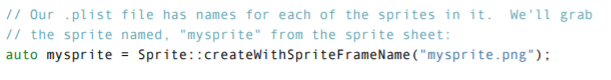 // Our .plist file has names for each of the sprites in it.  We'll grab
// the sprite named, "mysprite" from the sprite sheet:
auto mysprite = Sprite::createWithSpriteFrameName("mysprite.png");